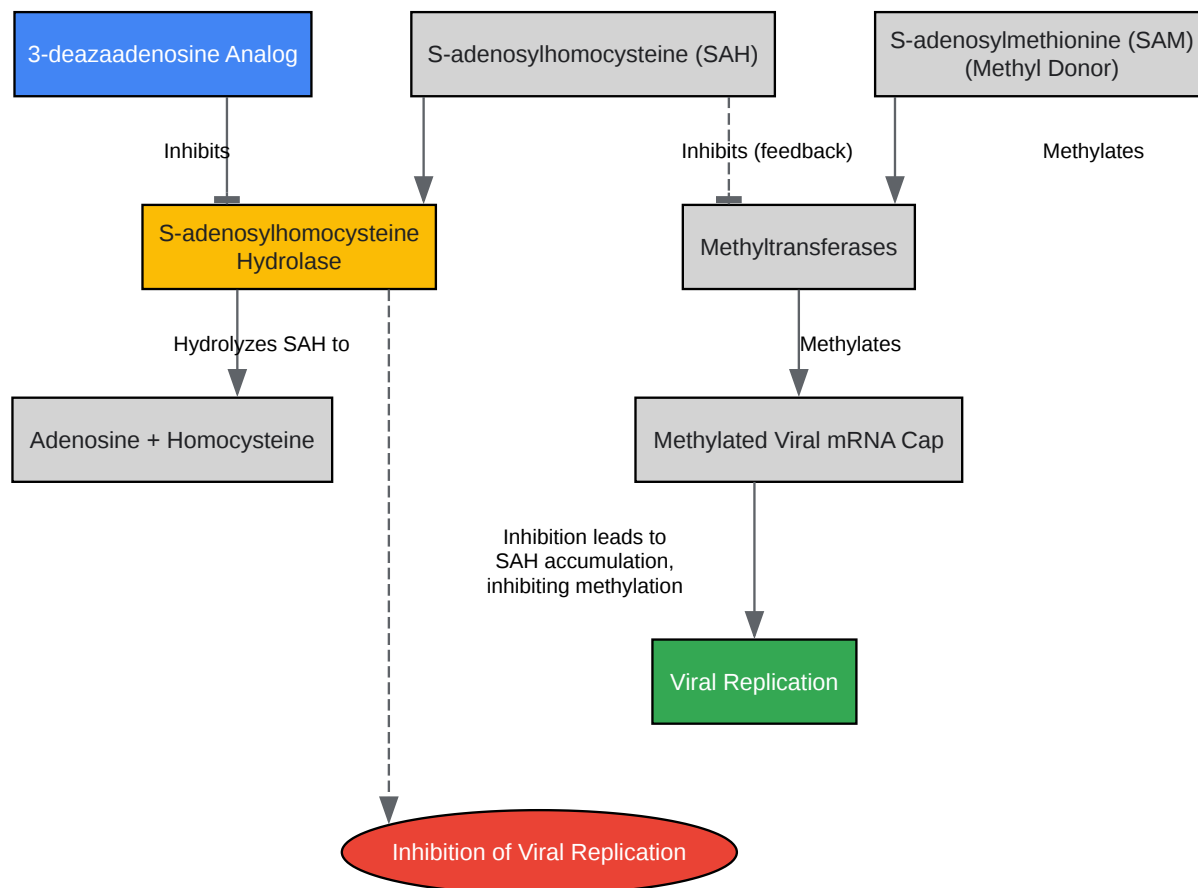 3-deazaadenosine Analog
S-adenosylhomocysteine (SAH)
S-adenosylmethionine (SAM)
(Methyl Donor)
Inhibits
Inhibits (feedback)
Methylates
S-adenosylhomocysteine
Hydrolase
Methyltransferases
Hydrolyzes SAH to
Methylates
Adenosine + Homocysteine
Methylated Viral mRNA Cap
Inhibition leads to
SAH accumulation,
inhibiting methylation
Viral Replication
Inhibition of Viral Replication